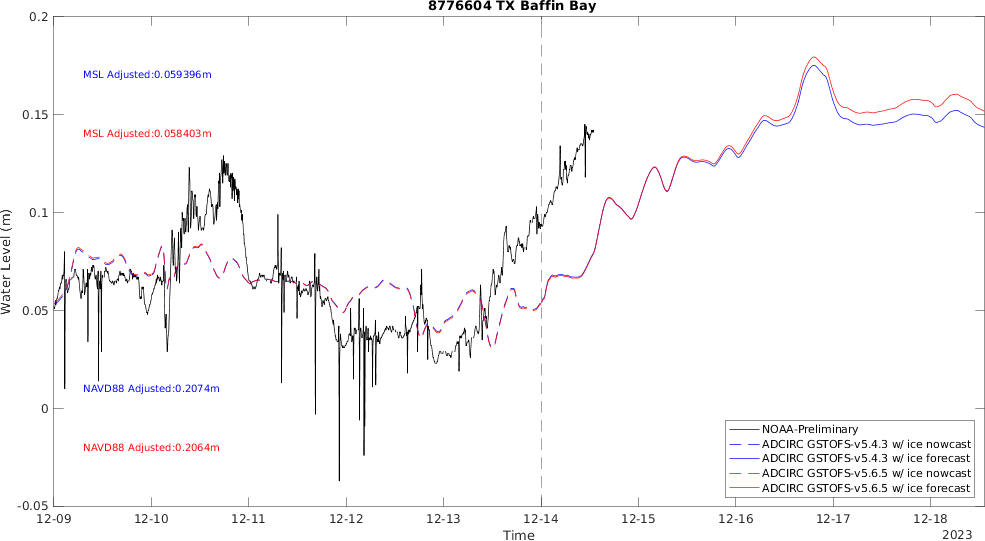 8776604 TX Baffin Bay
0.2
0.15
0.1
0.05
0
-0.05
Water Level (m)
MSL Adjusted:0.059396m
MSL Adjusted:0.058403m
NAVD88 Adjusted:0.2074m
NAVD88 Adjusted:0.2064m
NOAA-Preliminary
ADCIRC GSTOFS-v5.4.3 w/ ice nowcast
ADCIRC GSTOFS-v5.4.3 w/ ice forecast
ADCIRC GSTOFS-v5.6.5 w/ ice nowcast
ADCIRC GSTOFS-v5.6.5 w/ ice forecast
12-09 12-10 12-11 12-12 12-13 12-14 12-15 12-16 12-17 12-18
Time
2023